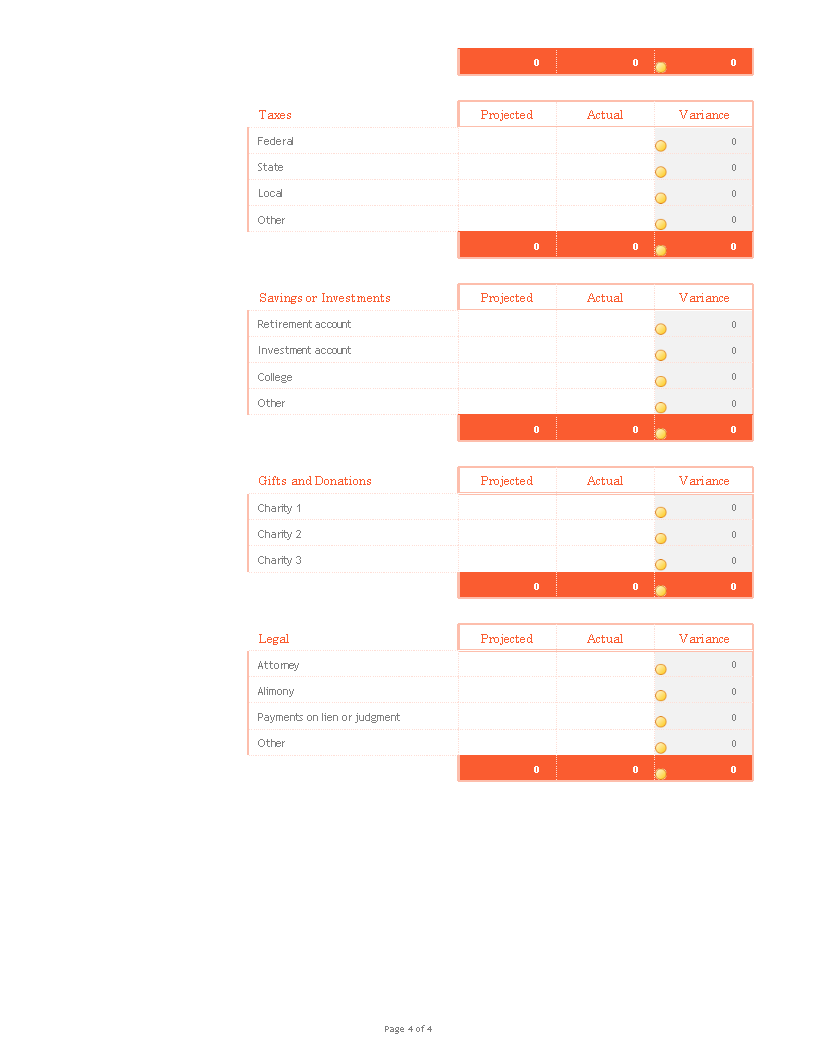 0 0 0
Taxes Projected Actual Variance
Federal 0
State 0
Local 0
Other 0
0 0 0
Savings or Investments Projected Actual Variance
Retirement account 0
Investment account 0
College 0
Other 0
0 0 0
Gifts and Donations Projected Actual Variance
Charity 1 0
Charity 2 0
Charity 3 0
0 0 0
Legal Projected Actual Variance
Attorney 0
Alimony 0
Payments on lien or judgment 0
Other 0
0 0 0
Page 4 of 4